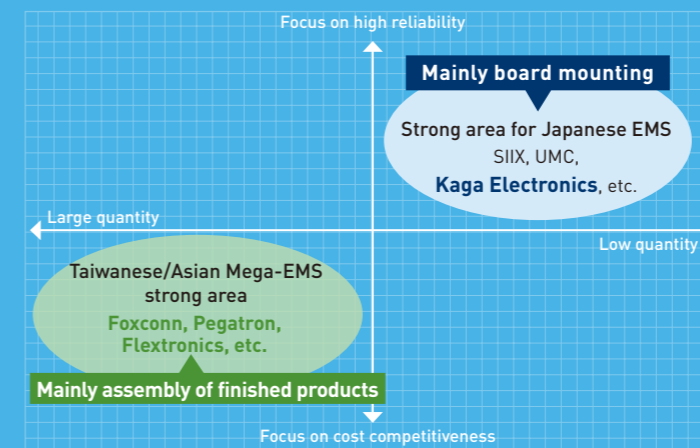 Focus on high reliability
Mainly board mounting
Strong area for Japanese EMS
SIIX, UMC,
Kaga Electronics, etc.
Large quantity
Low quantity
Taiwanese/Asian Mega-EMS
strong area
Foxconn, Pegatron,
Flextronics, etc.
Mainly assembly of finished products
Focus on cost competitiveness